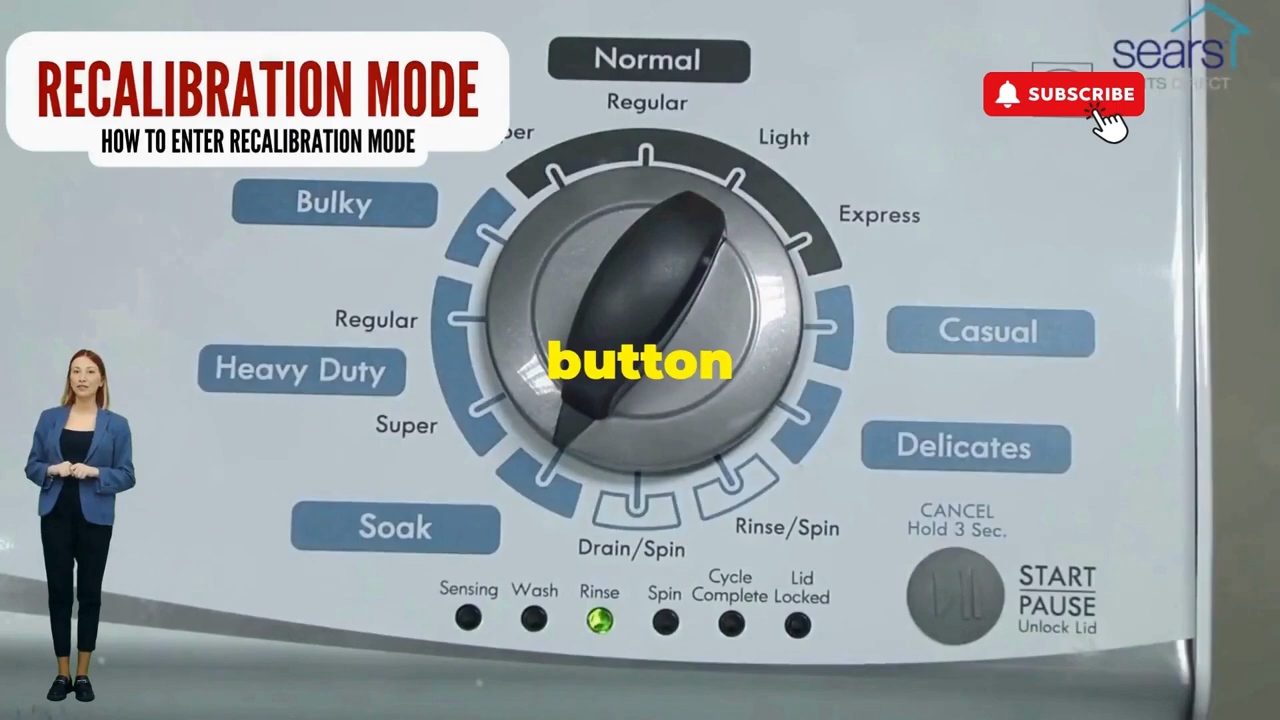 RECALIBRATION MODE
HOW TO ENTER RECALIBRATION MODE
sears
SUBSCRIBE
Normal
Regular
Light
Express
Bulky
Regular
Heavy Duty
Super
Casual
Delicates
button
Soak
Drain/Spin
Rinse/Spin
CANCEL
Hold 3 Sec.
Sensing
Wash
Rinse
Spin
Cycle
Complete
Lid
Locked
START
PAUSE
Unlock Lid